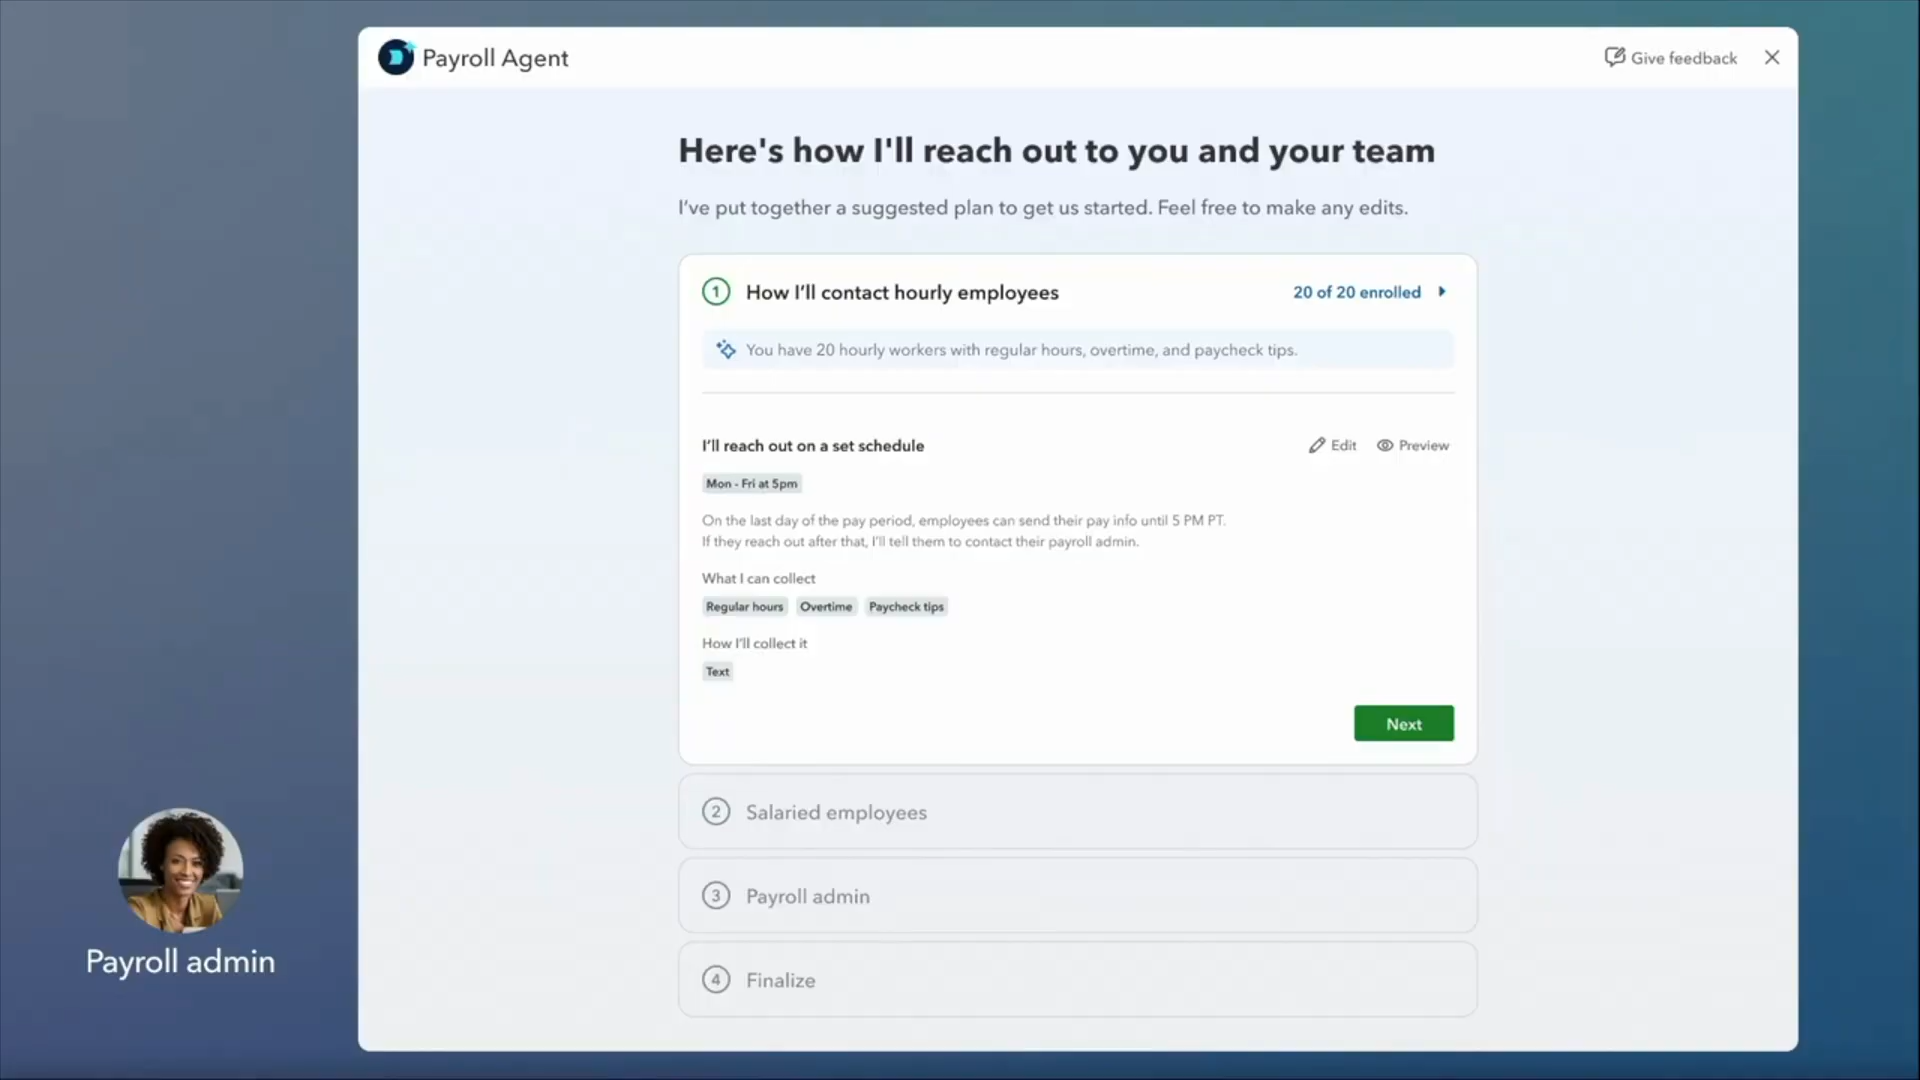 Payroll Agent
Give feedback
Here's how I'll reach out to you and your team
I've put together a suggested plan to get us started. Feel free to make any edits.
1 How I'll contact hourly employees
20 of 20 enrolled
You have 20 hourly workers with regular hours, overtime, and paycheck tips.
I'll reach out on a set schedule
Edit
Preview
Mon - Fri at 5pm
On the last day of the pay period, employees can send their pay info until 5 PM PT.
If they reach out after that, I'll tell them to contact their payroll admin.
What I can collect
Regular hours Overtime Paycheck tips
How I'll collect it
Text
Next
2 Salaried employees
3 Payroll admin
4 Finalize
Payroll admin